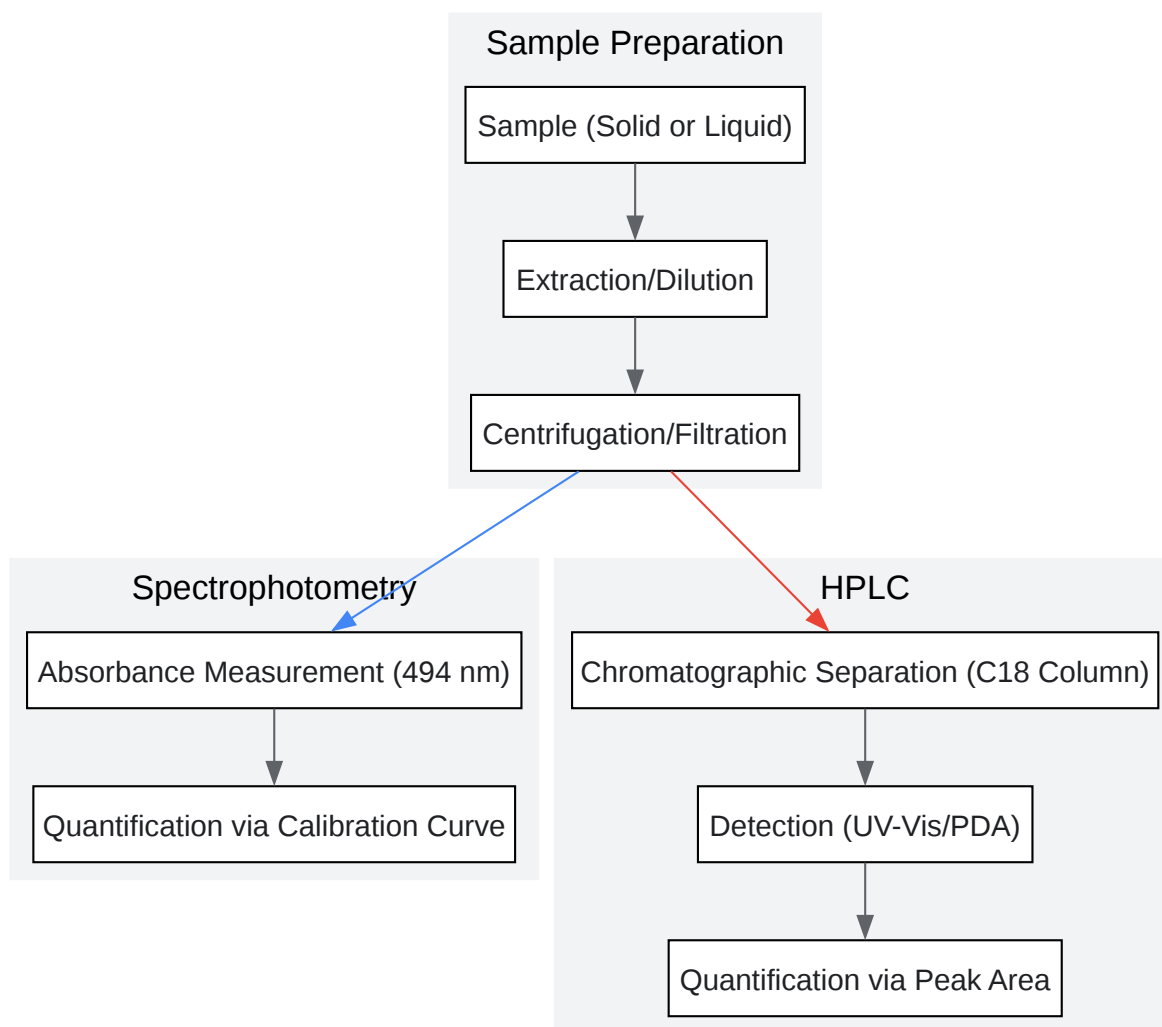 Sample Preparation
Sample (Solid or Liquid)
Extraction/Dilution
Centrifugation/Filtration
Spectrophotometry
Absorbance Measurement (494 nm)
Quantification via Calibration Curve
HPLC
Chromatographic Separation (C18 Column)
Detection (UV-Vis/PDA)
Quantification via Peak Area